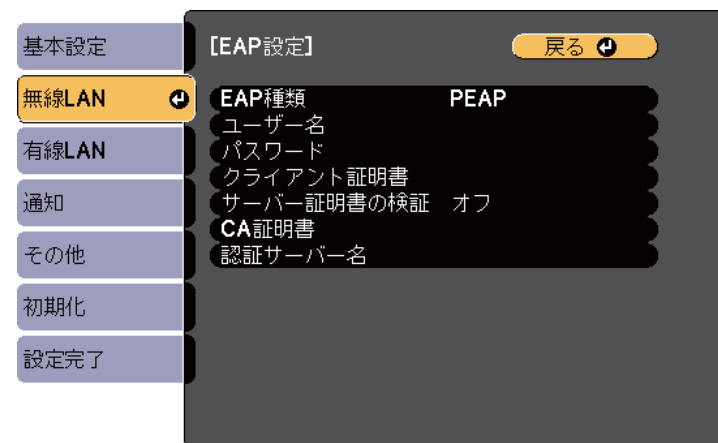 基本設定
無線LAN
有線LAN
通知
その他
初期化
設定完了
[EAP設定]
戻る
EAP種類 PEAP
ユーザー名
パスワード
クライアント証明書
サーバー証明書の検証 オフ
CA証明書
認証サーバー名